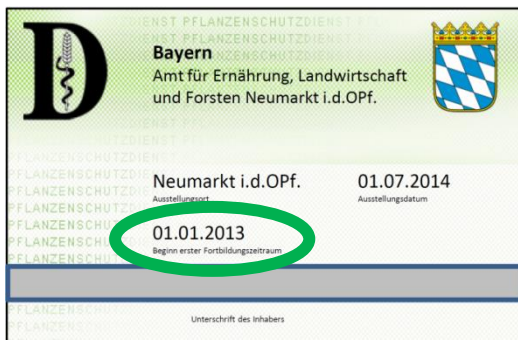 D
Bayern
Amt für Ernährung, Landwirtschaft
und Forsten Neumarkt i.d.OPf.
Neumarkt i.d.OPf.
Ausstellungsort
01.07.2014
Ausstellungsdatum
01.01.2013
Beginn erster Fortbildungszeitraum
Unterschrift des Inhabers